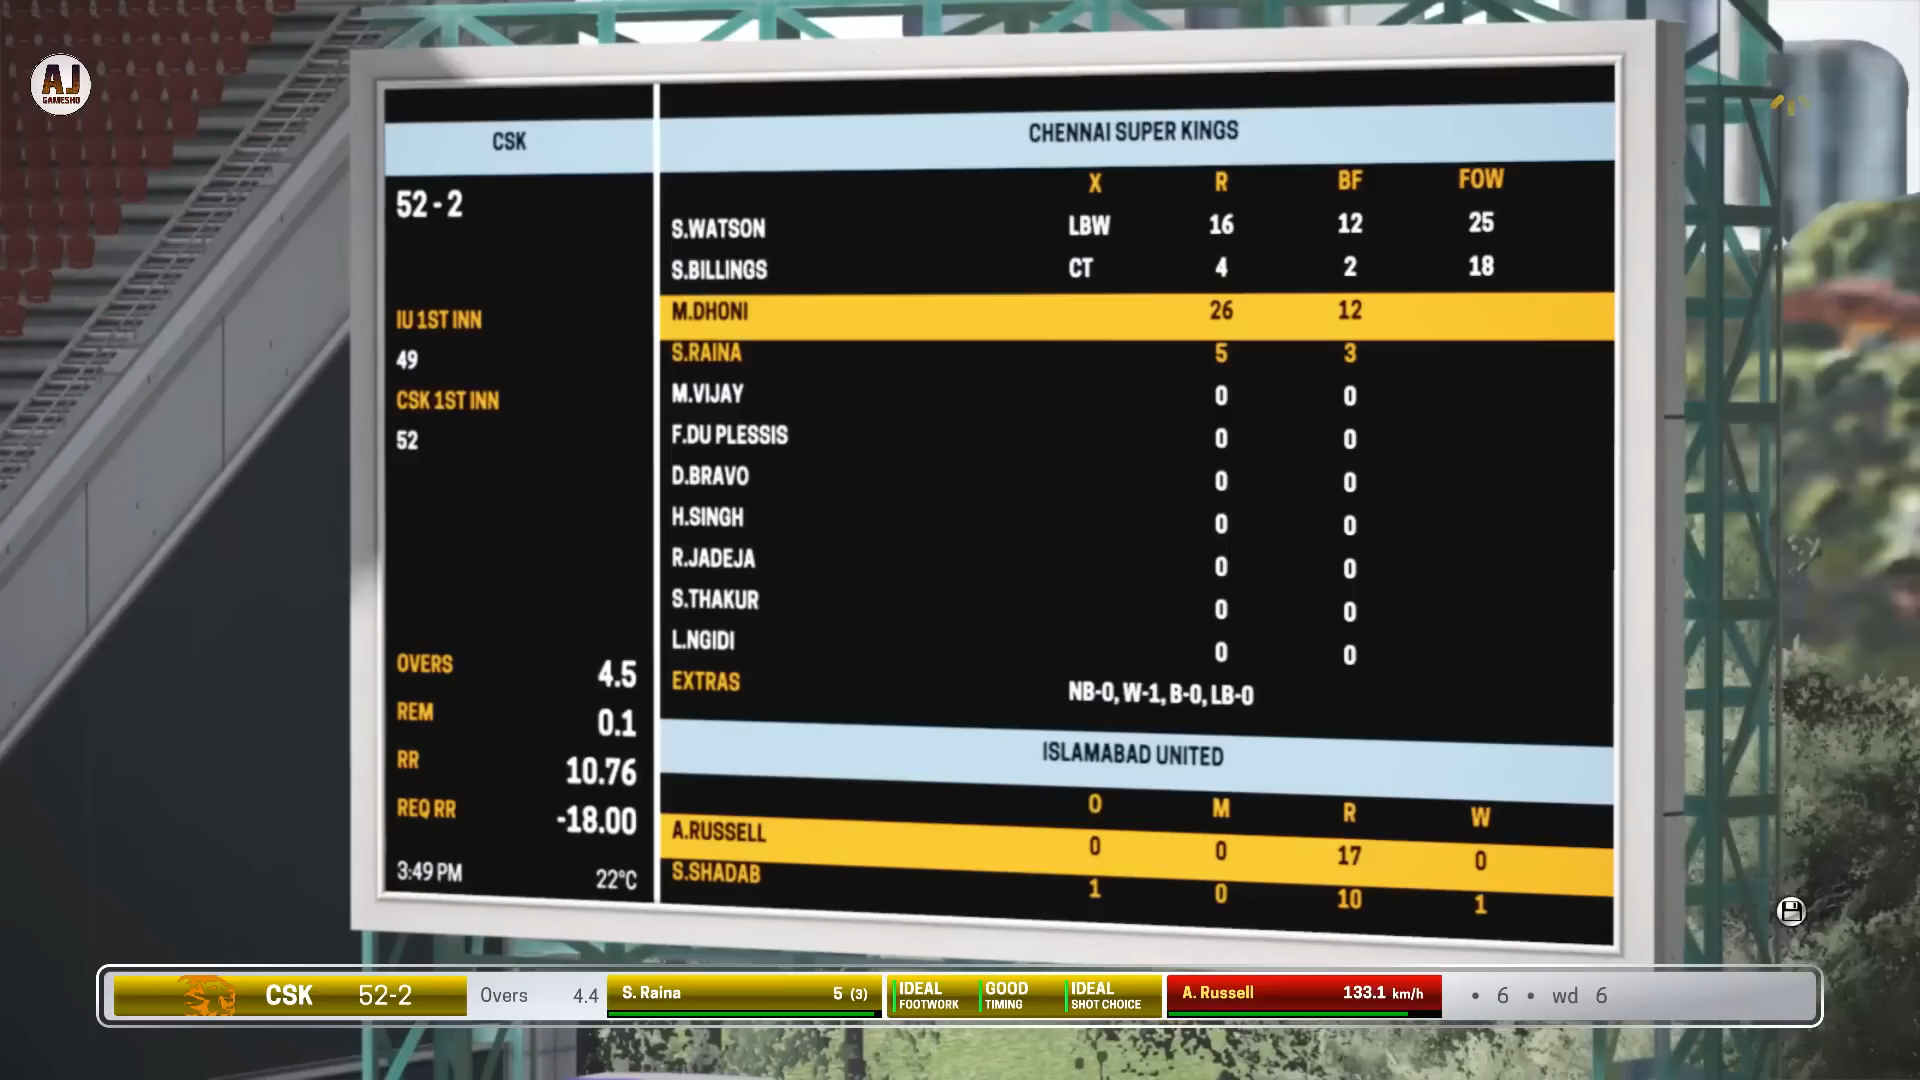 AJ
GAMESHD
CSK
52 - 2
IU 1ST INN
49
CSK 1ST INN
52
OVERS 4.5
REM 0.1
RR 10.76
REQ RR -18.00
3:49 PM 22°C
CHENNAI SUPER KINGS
X R BF FOW
S.WATSON LBW 16 12 25
S.BILLINGS CT 4 2 18
M.DHONI 26 12
S.RAINA 5 3
M.VIJAY 0 0
F.DU PLESSIS 0 0
D.BRAVO 0 0
H.SINGH 0 0
R.JADEJA 0 0
S.THAKUR 0 0
L.NGIDI 0 0
EXTRAS NB-0, W-1, B-0, LB-0
ISLAMABAD UNITED
O M R W
A.RUSSELL 0 0 17 0
S.SHADAB 1 0 10 1
CSK 52-2 Overs 4.4 S. Raina 5 (3) IDEAL FOOTWORK GOOD TIMING IDEAL SHOT CHOICE A. Russell 133.1 km/h • 6 • wd 6